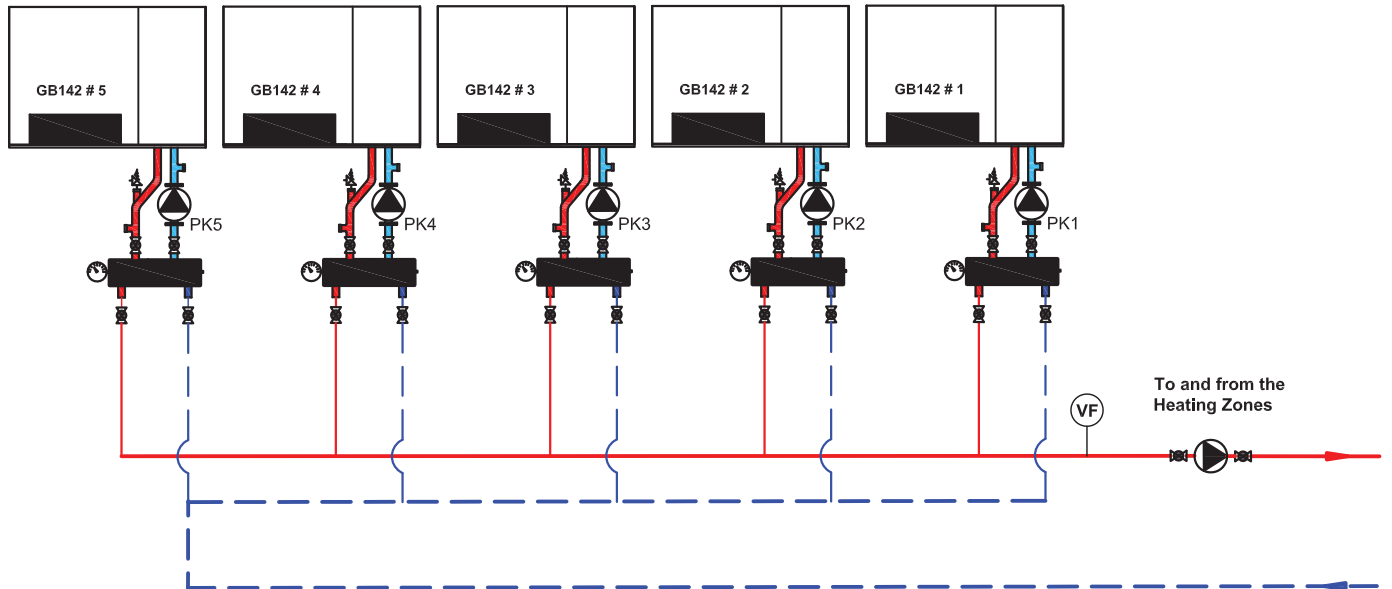 GB142 # 5
GB142 # 4
GB142 # 3
GB142 # 2
GB142 # 1
PK5
PK4
PK3
PK2
PK1
To and from the
Heating Zones
VF